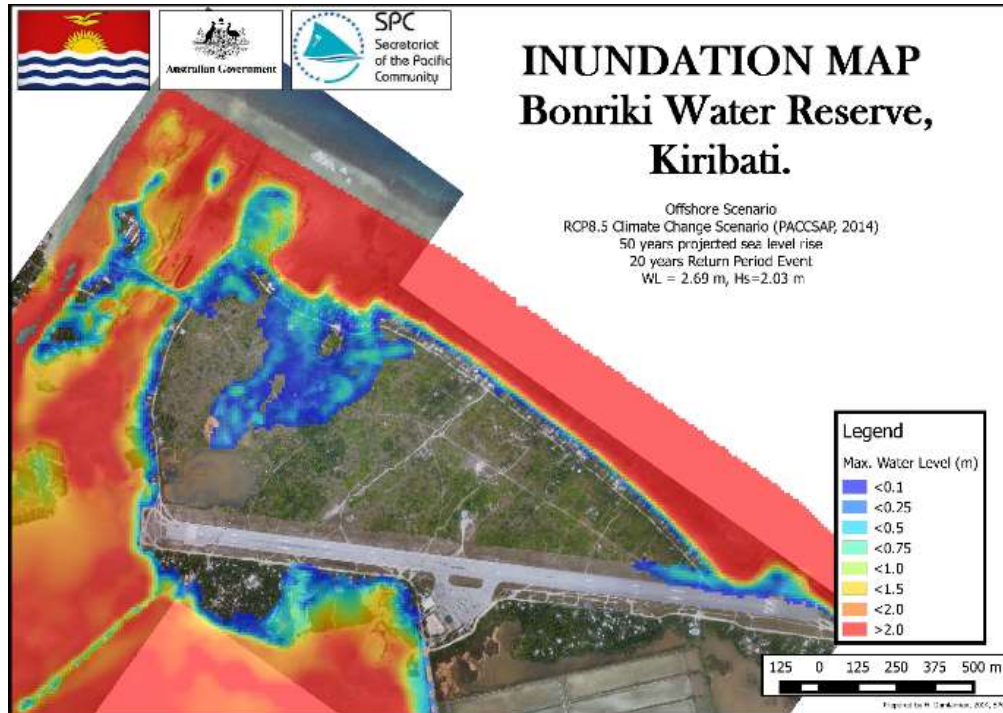 Australian Government
SPC
Secretariat
of the Pacific
Community
INUNDATION MAP
Bonriki Water Reserve,
Kiribati.
Offshore Scenario
RCP8.5 Climate Change Scenario (PACCSAP, 2014)
50 years projected sea level rise
20 years Return Period Event
WL = 2.69 m, Hs=2.03 m
Legend
Max. Water Level (m)
<0.1
<0.25
<0.5
<0.75
<1.0
<1.5
<2.0
>2.0
125 0 125 250 375 500 m
Prepared by H.